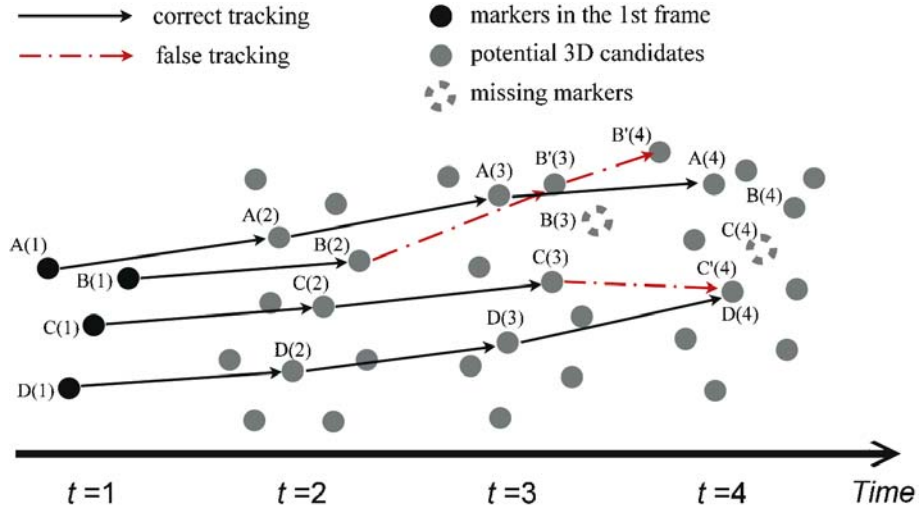 correct tracking
markers in the 1st frame
false tracking
potential 3D candidates
missing markers
B'(4)
A(3)
B'(3)
A(4)
A(2)
B(4)
A(1)
B(2)
B(3)
C(4)
B(1)
C(2)
C(3)
C'(4)
C(1)
D(3)
D(4)
D(2)
D(1)
t =1
t =2
t =3
t =4
Time